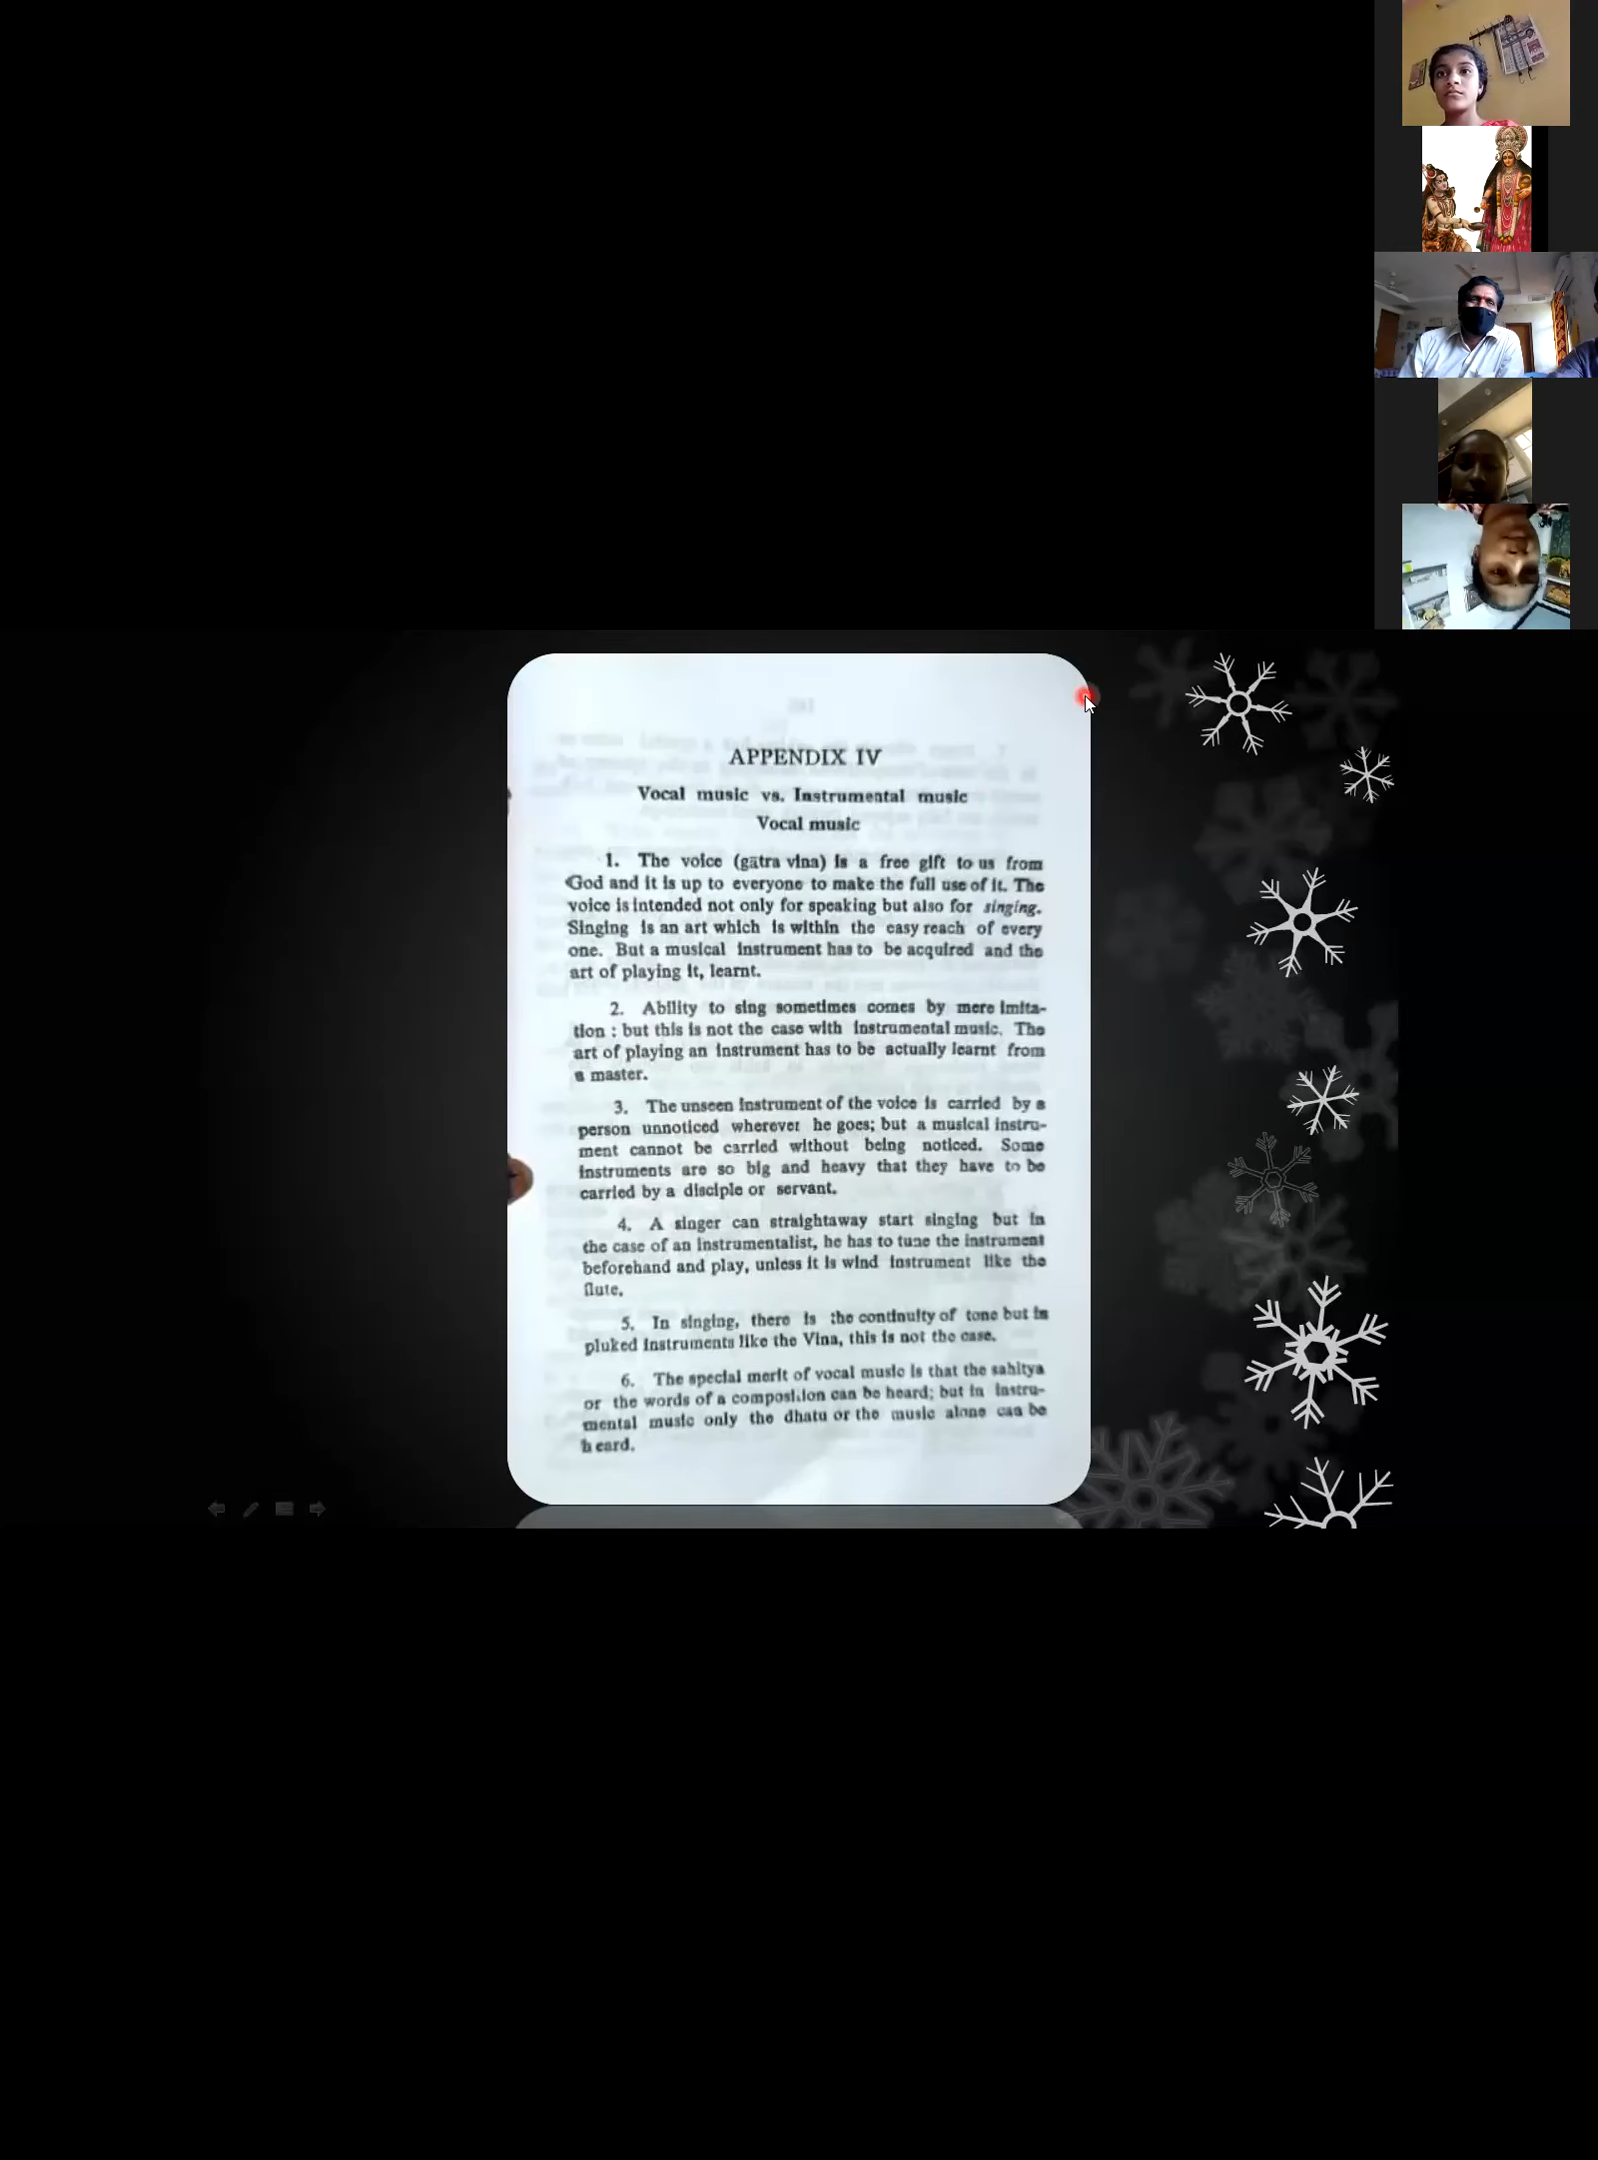 APPENDIX IV
Vocal music vs. Instrumental music
Vocal music
1. The voice (gātra vina) is a free gift to us from
God and it is up to everyone to make the full use of it. The
voice is intended not only for speaking but also for singing.
Singing is an art which is within the easy reach of every
one. But a musical instrument has to be acquired and the
art of playing it, learnt.
2. Ability to sing sometimes comes by mere imita-
tion : but this is not the case with instrumental music. The
art of playing an instrument has to be actually learnt from
a master.
3. The unseen instrument of the voice is carried by a
person unnoticed wherever he goes; but a musical instru-
ment cannot be carried without being noticed. Some
instruments are so big and heavy that they have to be
carried by a disciple or servant.
4. A singer can straightaway start singing but in
the case of an instrumentalist, he has to tune the instrument
beforehand and play, unless it is wind instrument like the
flute.
5. In singing, there is the continuity of tone but in
pluked instruments like the Vina, this is not the case.
6. The special merit of vocal music is that the sahitya
or the words of a composition can be heard; but in instru-
mental music only the dhatu or the music alone can be
heard.